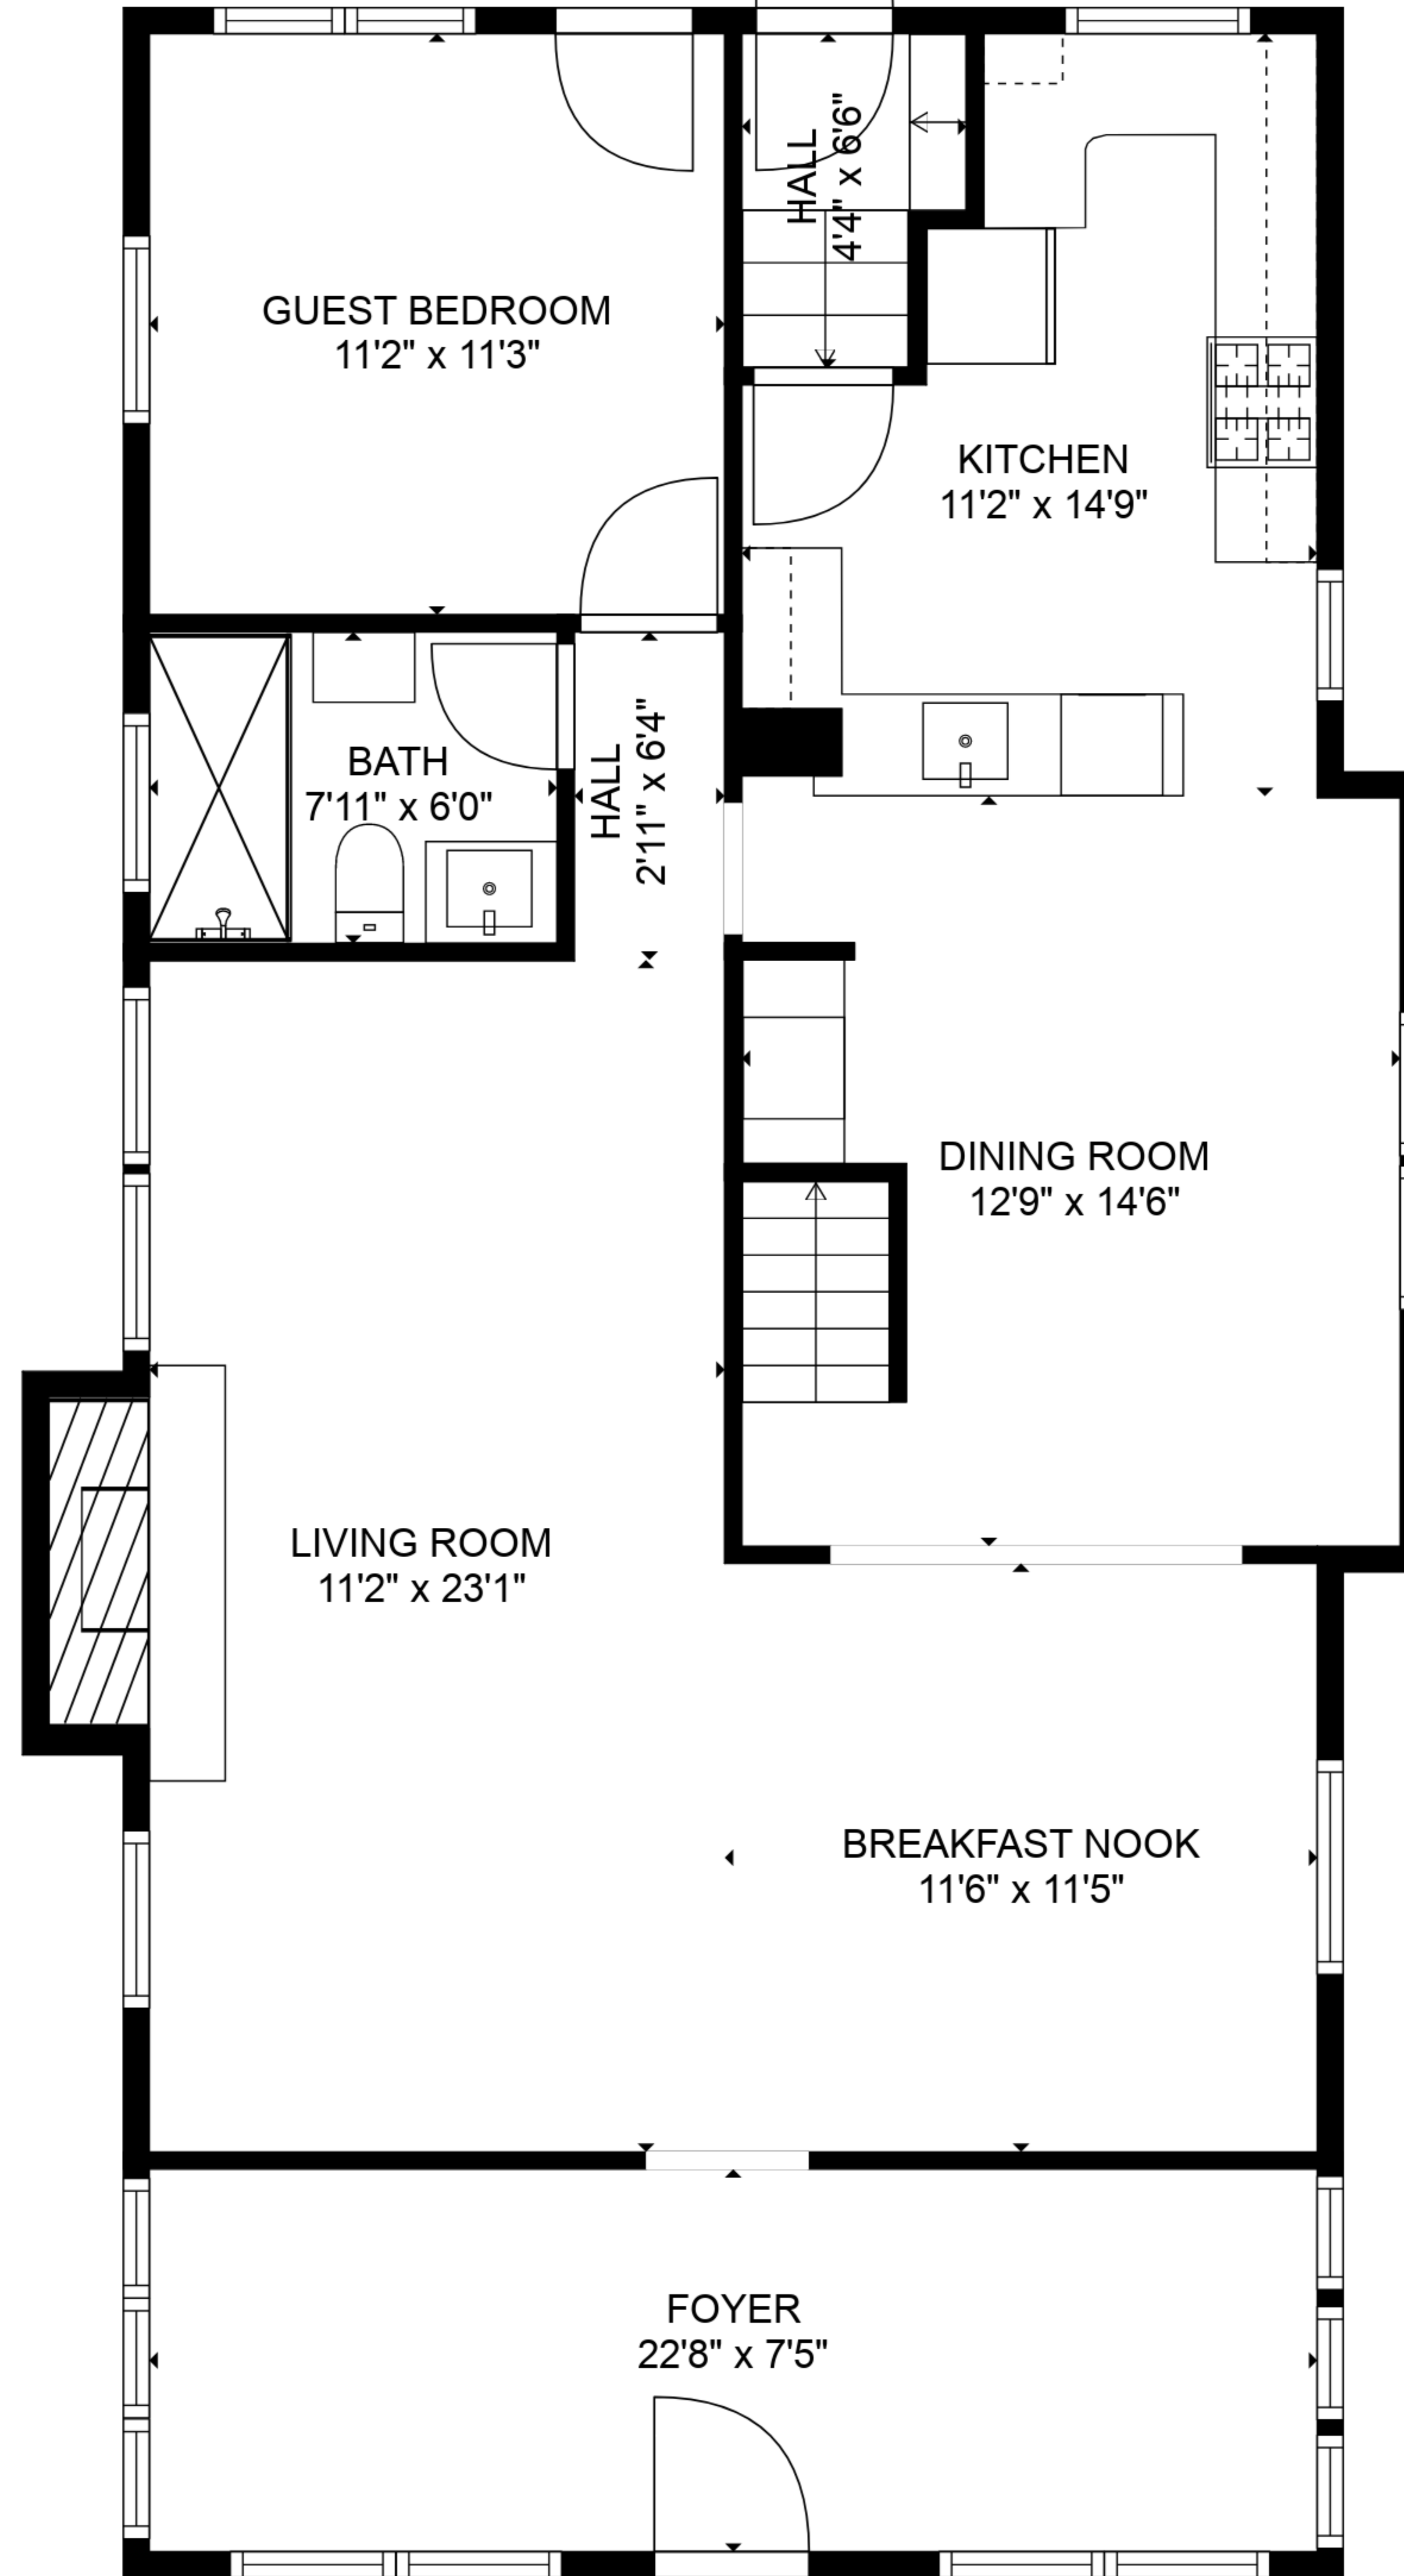 HALL
4'4" x 6'6"
GUEST BEDROOM
11'2" x 11'3"
KITCHEN
11'2" x 14'9"
BATH
7'11" x 6'0"
HALL
2'11" x 6'4"
DINING ROOM
12'9" x 14'6"
LIVING ROOM
11'2" x 23'1"
BREAKFAST NOOK
11'6" x 11'5"
FOYER
22'8" x 7'5"